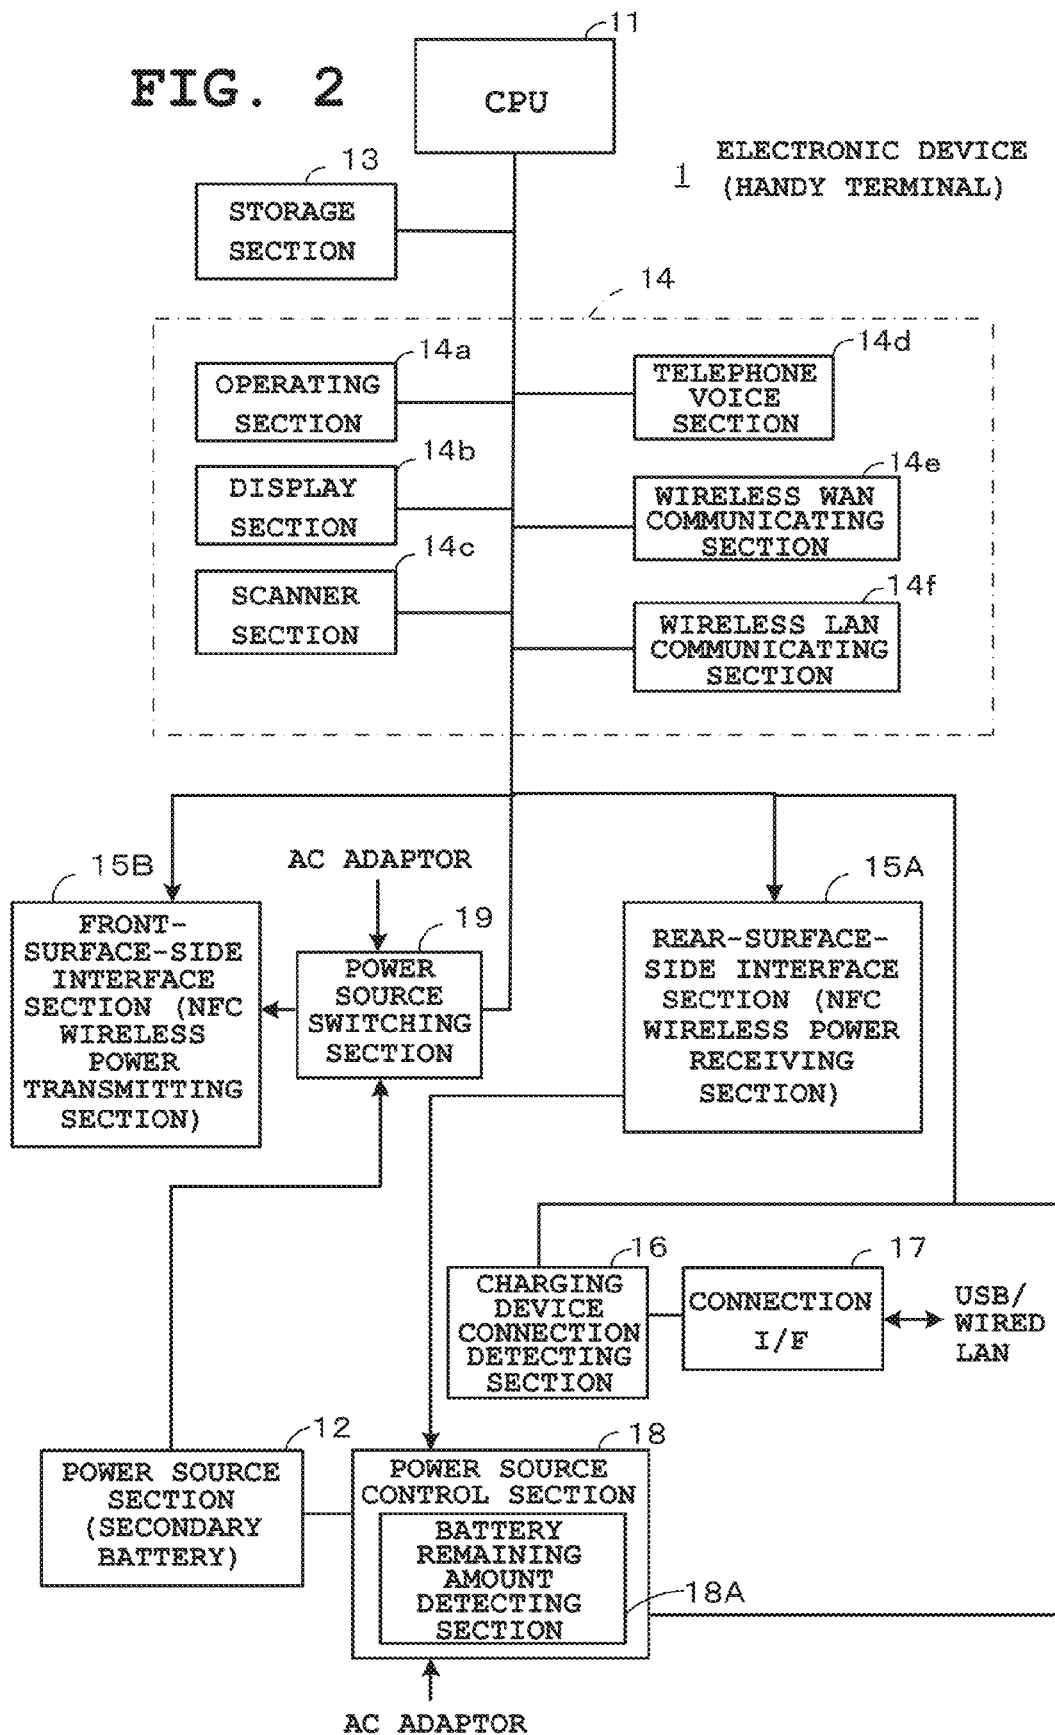 FIG. 2
11
CPU
1
ELECTRONIC DEVICE
(HANDY TERMINAL)
13
STORAGE
SECTION
14
14a
OPERATING
SECTION
14d
TELEPHONE
VOICE
SECTION
14b
DISPLAY
SECTION
14e
WIRELESS WAN
COMMUNICATING
SECTION
14c
SCANNER
SECTION
14f
WIRELESS LAN
COMMUNICATING
SECTION
15B
FRONT-
SURFACE-SIDE
INTERFACE
SECTION (NFC
WIRELESS
POWER
TRANSMITTING
SECTION)
AC ADAPTOR
19
POWER
SOURCE
SWITCHING
SECTION
15A
REAR-SURFACE-
SIDE INTERFACE
SECTION (NFC
WIRELESS POWER
RECEIVING
SECTION)
16
CHARGING
DEVICE
CONNECTION
DETECTING
SECTION
17
CONNECTION
I/F
USB/
WIRED
LAN
12
POWER SOURCE
SECTION
(SECONDARY
BATTERY)
18
POWER SOURCE
CONTROL SECTION
BATTERY
REMAINING
AMOUNT
DETECTING
SECTION
18A
AC ADAPTOR